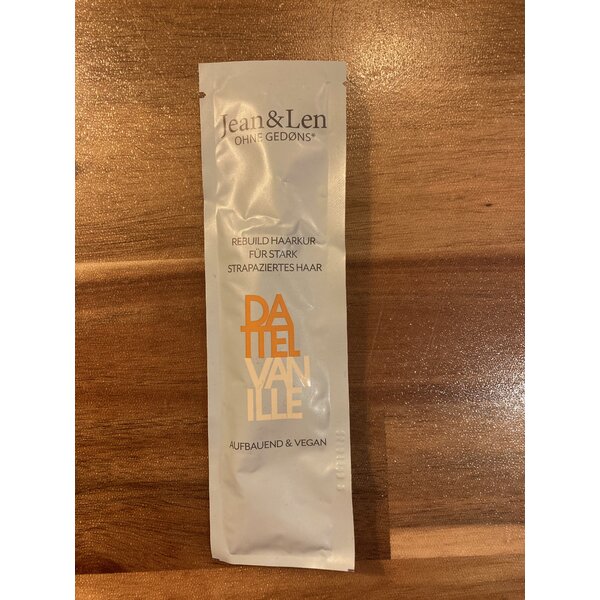 Jean&Len
OHNE GEDØNS*
REBUILD HAARKUR
FÜR STARK
STRAPAZIERTES HAAR
DA
TTEL
VAN
ILLE
AUFBAUEND & VEGAN